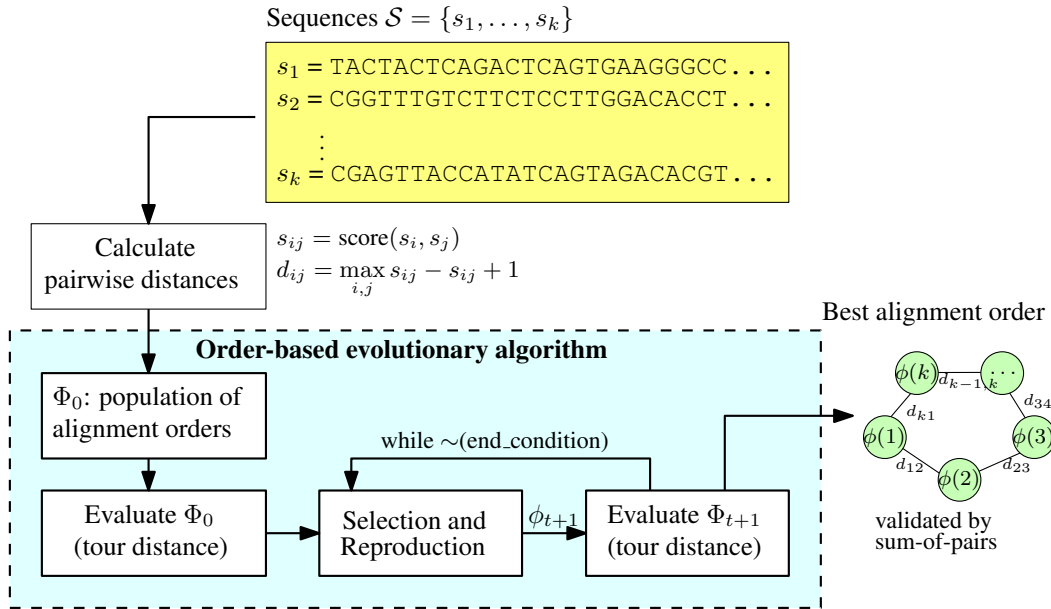 Sequences 𝒮 = {s₁, . . . , sₖ}
s₁ = TACTACTCAGACTCAGTGAAGGGCC...
s₂ = CGGTTTGTCTTCTCCTTGGACACCT...
⋮
sₖ = CGAGTTACCATATCAGTAGACACGT...
Calculate
pairwise distances
sᵢⱼ = score(sᵢ, sⱼ)
dᵢⱼ = max sᵢⱼ − sᵢⱼ + 1
i,j
Order-based evolutionary algorithm
Φ₀: population of
alignment orders
while ∼(end_condition)
Evaluate Φ₀
(tour distance)
Selection and
Reproduction
ϕₜ₊₁
Evaluate Φₜ₊₁
(tour distance)
Best alignment order
ϕ(k)
d_{k−1,k}
⋯
d_{k1}
d₃₄
ϕ(1)
ϕ(3)
d₁₂
d₂₃
ϕ(2)
validated by
sum-of-pairs